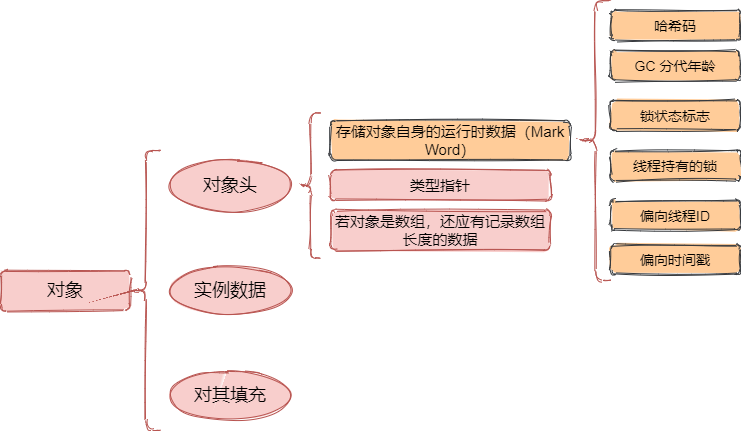 对象
对象头
实例数据
对其填充
存储对象自身的运行时数据（Mark
Word）
类型指针
若对象是数组，还应有记录数组
长度的数据
哈希码
GC 分代年龄
锁状态标志
线程持有的锁
偏向线程ID
偏向时间戳